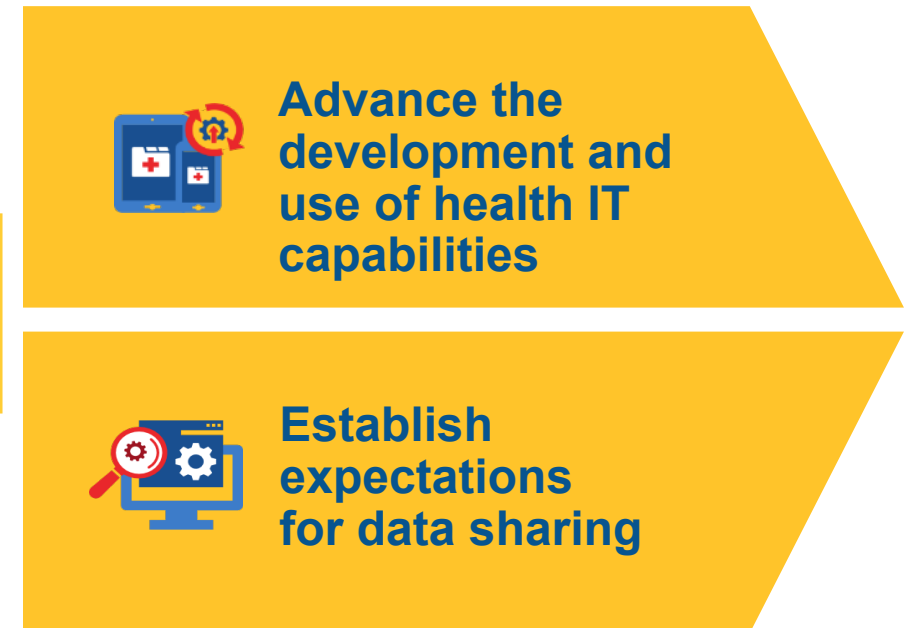 Advance the
development and
use of health IT
capabilities
Establish
expectations
for data sharing